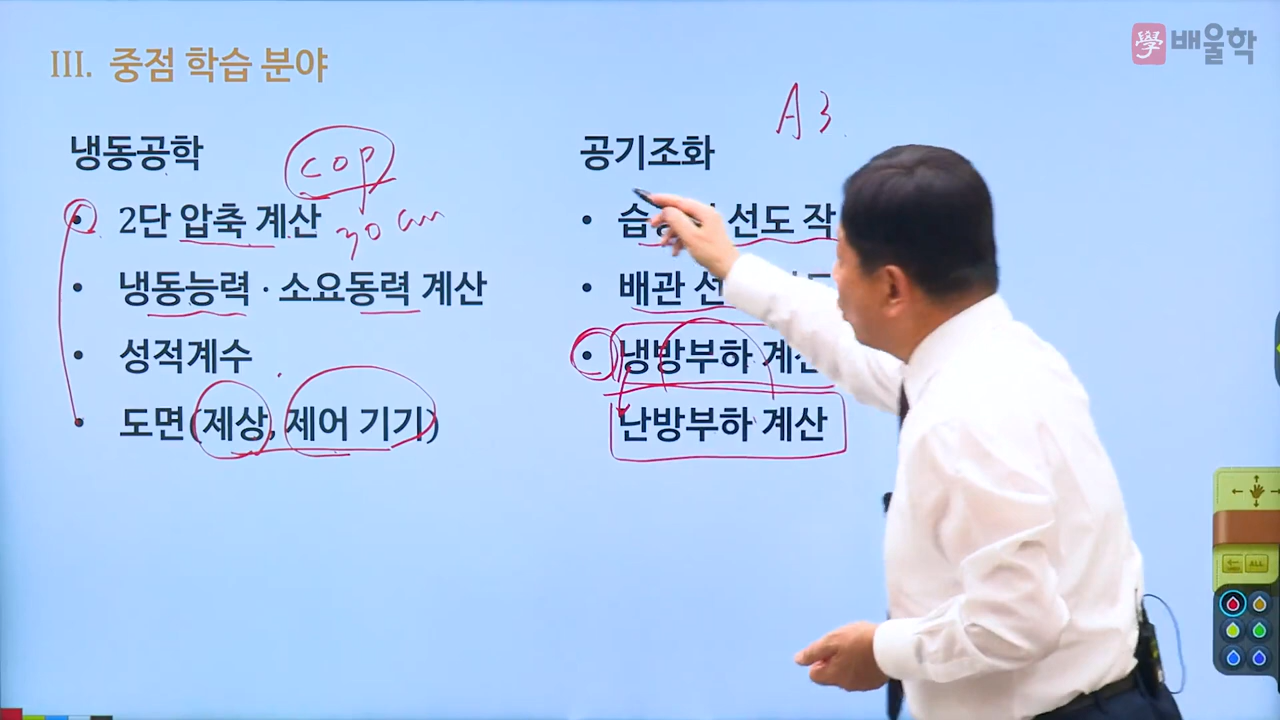 III. 중점 학습 분야
學 배울학
냉동공학
COP
• 2단 압축 계산
30cm
• 냉동능력 · 소요동력 계산
• 성적계수
• 도면(제상, 제어 기기)
A3
공기조화
• 선도 작
• 배관 선
• 냉방부하 계산
난방부하 계산
ALL